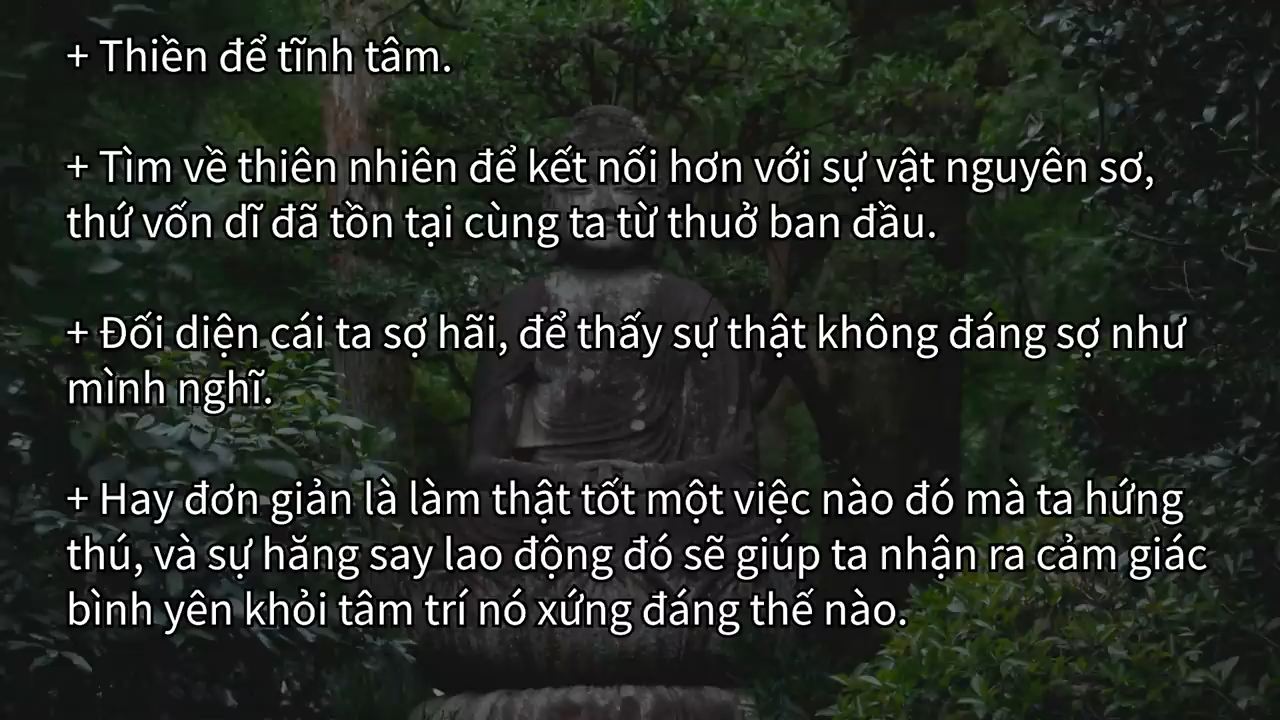 + Thiền để tĩnh tâm.
+ Tìm về thiên nhiên để kết nối hơn với sự vật nguyên sơ,
thứ vốn dĩ đã tồn tại cùng ta từ thuở ban đầu.
+ Đối diện cái ta sợ hãi, để thấy sự thật không đáng sợ như
mình nghĩ.
+ Hay đơn giản là làm thật tốt một việc nào đó mà ta hứng
thú, và sự hăng say lao động đó sẽ giúp ta nhận ra cảm giác
bình yên khỏi tâm trí nó xứng đáng thế nào.